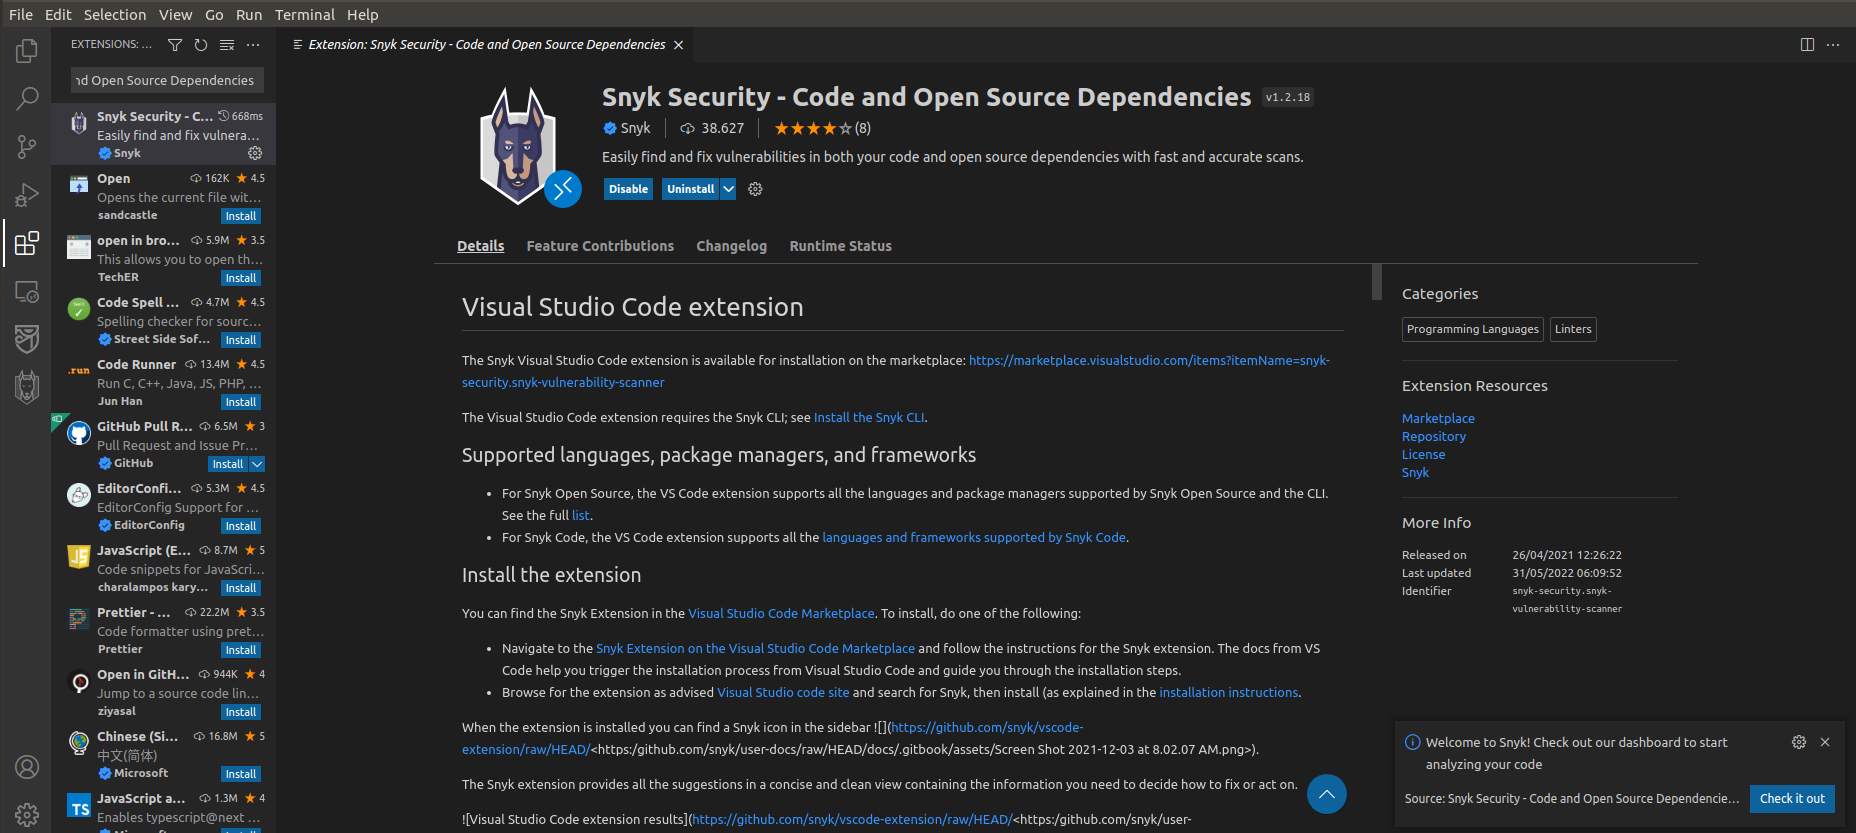 File Edit Selection View Go Run Terminal Help
EXTENSIONS: ...
nd Open Source Dependencies
Snyk Security - C... 668ms
Easily find and fix vulnera...
Snyk
Open 162K 4.5
Opens the current file wit...
sandcastle Install
open in bro... 5.9M 3.5
This allows you to open th...
TechER Install
Code Spell ... 4.7M 4.5
Spelling checker for sourc...
Street Side Sof... Install
.run
Code Runner 13.4M 4.5
Run C, C++, Java, JS, PHP, ...
Jun Han Install
GitHub Pull R... 6.5M 3
Pull Request and Issue Pr...
GitHub Install
EditorConfi... 5.3M 4.5
EditorConfig Support for ...
EditorConfig Install
JS
JavaScript (E... 8.7M 5
Code snippets for JavaScri...
charalampos kary... Install
Prettier - ... 22.2M 3.5
Code formatter using pret...
Prettier Install
Open in GitH... 944K 4
Jump to a source code lin...
ziyasal Install
Chinese (Si... 16.8M 5
中文(简体)
Microsoft Install
TS
JavaScript a... 1.3M 4
Enables typescript@next ...
Extension: Snyk Security - Code and Open Source Dependencies
Snyk Security - Code and Open Source Dependencies v1.2.18
Snyk 38.627 (8)
Easily find and fix vulnerabilities in both your code and open source dependencies with fast and accurate scans.
Disable Uninstall
Details Feature Contributions Changelog Runtime Status
Visual Studio Code extension
The Snyk Visual Studio Code extension is available for installation on the marketplace: https://marketplace.visualstudio.com/items?itemName=snyk-
security.snyk-vulnerability-scanner
The Visual Studio Code extension requires the Snyk CLI; see Install the Snyk CLI.
Supported languages, package managers, and frameworks
• For Snyk Open Source, the VS Code extension supports all the languages and package managers supported by Snyk Open Source and the CLI.
See the full list.
• For Snyk Code, the VS Code extension supports all the languages and frameworks supported by Snyk Code.
Install the extension
You can find the Snyk Extension in the Visual Studio Code Marketplace. To install, do one of the following:
• Navigate to the Snyk Extension on the Visual Studio Code Marketplace and follow the instructions for the Snyk extension. The docs from VS
Code help you trigger the installation process from Visual Studio Code and guide you through the installation steps.
• Browse for the extension as advised Visual Studio code site and search for Snyk, then install (as explained in the installation instructions.
When the extension is installed you can find a Snyk icon in the sidebar ![](https://github.com/snyk/vscode-
extension/raw/HEAD/<https:/github.com/snyk/user-docs/raw/HEAD/docs/.gitbook/assets/Screen Shot 2021-12-03 at 8.02.07 AM.png>).
The Snyk extension provides all the suggestions in a concise and clean view containing the information you need to decide how to fix or act on.
![Visual Studio Code extension results](https://github.com/snyk/vscode-extension/raw/HEAD/<https:/github.com/snyk/user-
Categories
Programming Languages Linters
Extension Resources
Marketplace
Repository
License
Snyk
More Info
Released on 26/04/2021 12:26:22
Last updated 31/05/2022 06:09:52
Identifier snyk-security.snyk-
vulnerability-scanner
Welcome to Snyk! Check out our dashboard to start
analyzing your code
Source: Snyk Security - Code and Open Source Dependencie... Check it out